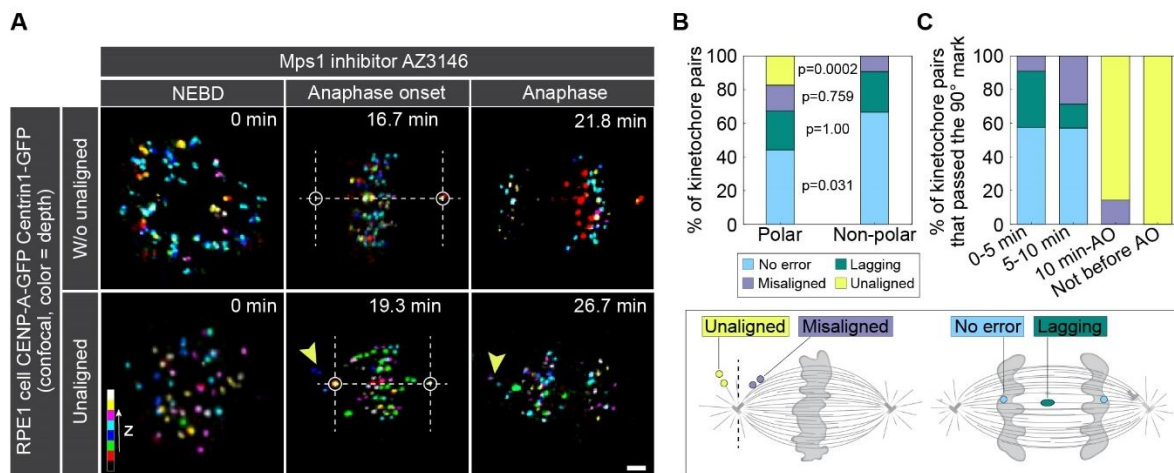 A
Mps1 inhibitor AZ3146
NEBD
Anaphase onset
Anaphase
RPE1 cell CENP-A-GFP Centrin1-GFP
(confocal, color = depth)
W/o unaligned
0 min
16.7 min
21.8 min
Unaligned
0 min
19.3 min
26.7 min
z
B
% of kinetochore pairs
100
80
60
40
20
0
p=0.0002
p=0.759
p=1.00
p=0.031
Polar
Non-polar
No error
Lagging
Misaligned
Unaligned
C
% of kinetochore pairs
that passed the 90° mark
100
80
60
40
20
0
0-5 min
5-10 min
10 min-AO
Not before AO
Unaligned
Misaligned
No error
Lagging